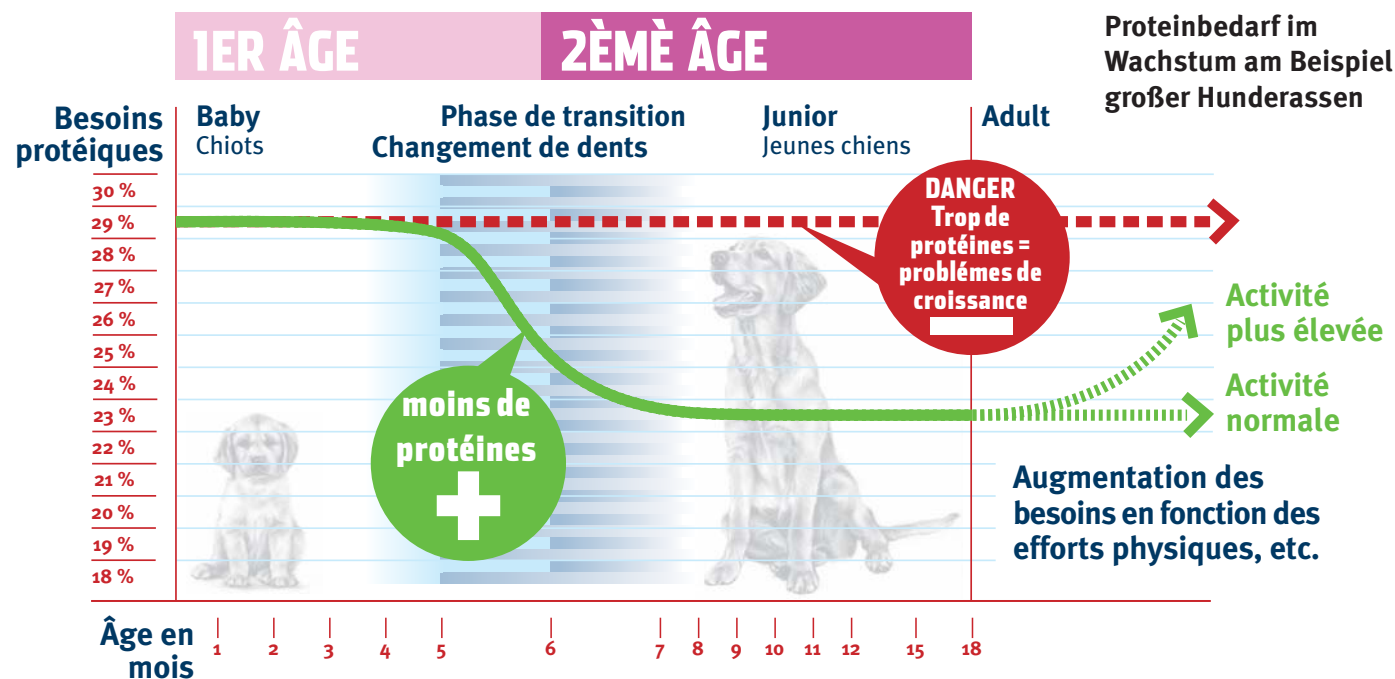 1ER ÂGE
2ÈMÈ ÂGE
Proteinbedarf im
Wachstum am Beispiel
großer Hunderassen
Besoins
protéiques
Baby
Chiots
Phase de transition
Changement de dents
Junior
Jeunes chiens
Adult
30 %
29 %
28 %
27 %
26 %
25 %
24 %
23 %
22 %
21 %
20 %
19 %
18 %
DANGER
Trop de
protéines =
problémes de
croissance
moins de
protéines
Activité
plus élevée
Activité
normale
Augmentation des
besoins en fonction des
efforts physiques, etc.
Âge en
mois
1 2 3 4 5 6 7 8 9 10 11 12 15 18